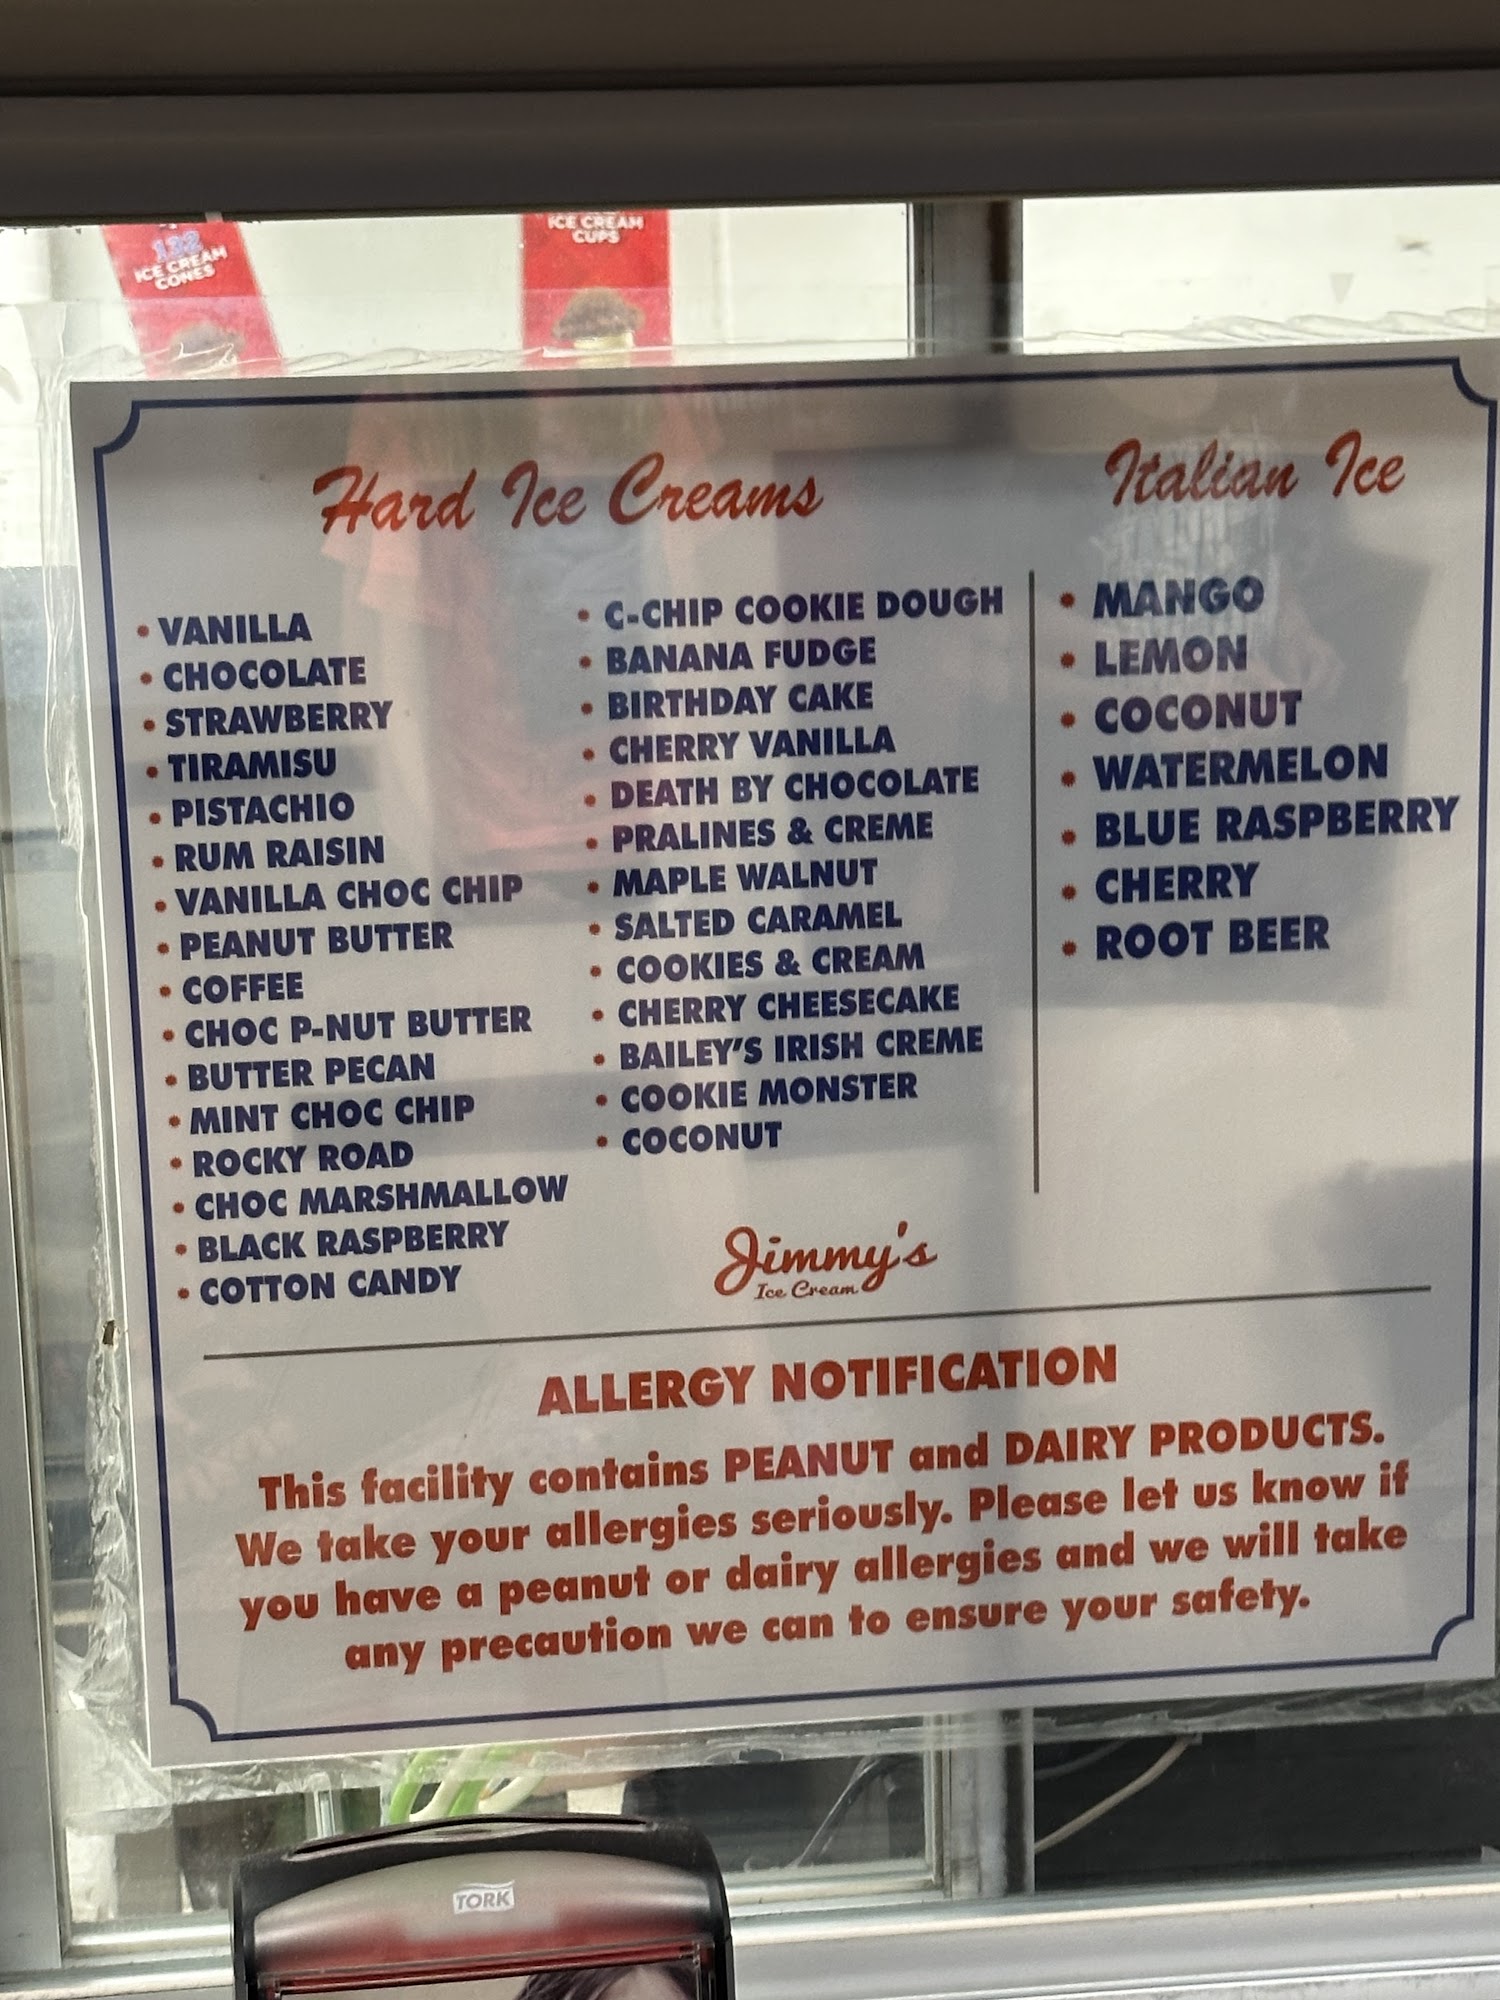 132
ICE CREAM
CONES
ICE CREAM
CUPS
Hard Ice Creams
• VANILLA
• CHOCOLATE
• STRAWBERRY
• TIRAMISU
• PISTACHIO
• RUM RAISIN
• VANILLA CHOC CHIP
• PEANUT BUTTER
• COFFEE
• CHOC P-NUT BUTTER
• BUTTER PECAN
• MINT CHOC CHIP
• ROCKY ROAD
• CHOC MARSHMALLOW
• BLACK RASPBERRY
• COTTON CANDY
• C-CHIP COOKIE DOUGH
• BANANA FUDGE
• BIRTHDAY CAKE
• CHERRY VANILLA
• DEATH BY CHOCOLATE
• PRALINES & CREME
• MAPLE WALNUT
• SALTED CARAMEL
• COOKIES & CREAM
• CHERRY CHEESECAKE
• BAILEY'S IRISH CREME
• COOKIE MONSTER
• COCONUT
Italian Ice
• MANGO
• LEMON
• COCONUT
• WATERMELON
• BLUE RASPBERRY
• CHERRY
• ROOT BEER
Jimmy's
Ice Cream
ALLERGY NOTIFICATION
This facility contains PEANUT and DAIRY PRODUCTS.
We take your allergies seriously. Please let us know if
you have a peanut or dairy allergies and we will take
any precaution we can to ensure your safety.
TORK